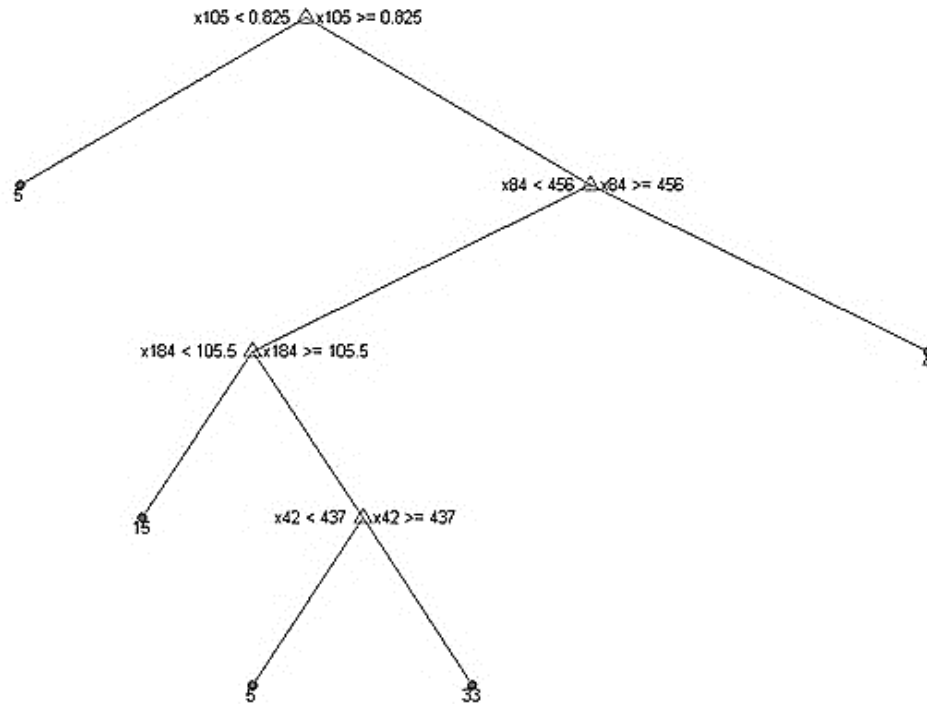 x105 < 0.825 x105 >= 0.825
5
x84 < 456 x84 >= 456
x184 < 105.5 x184 >= 105.5
15
x42 < 437 x42 >= 437
5
33